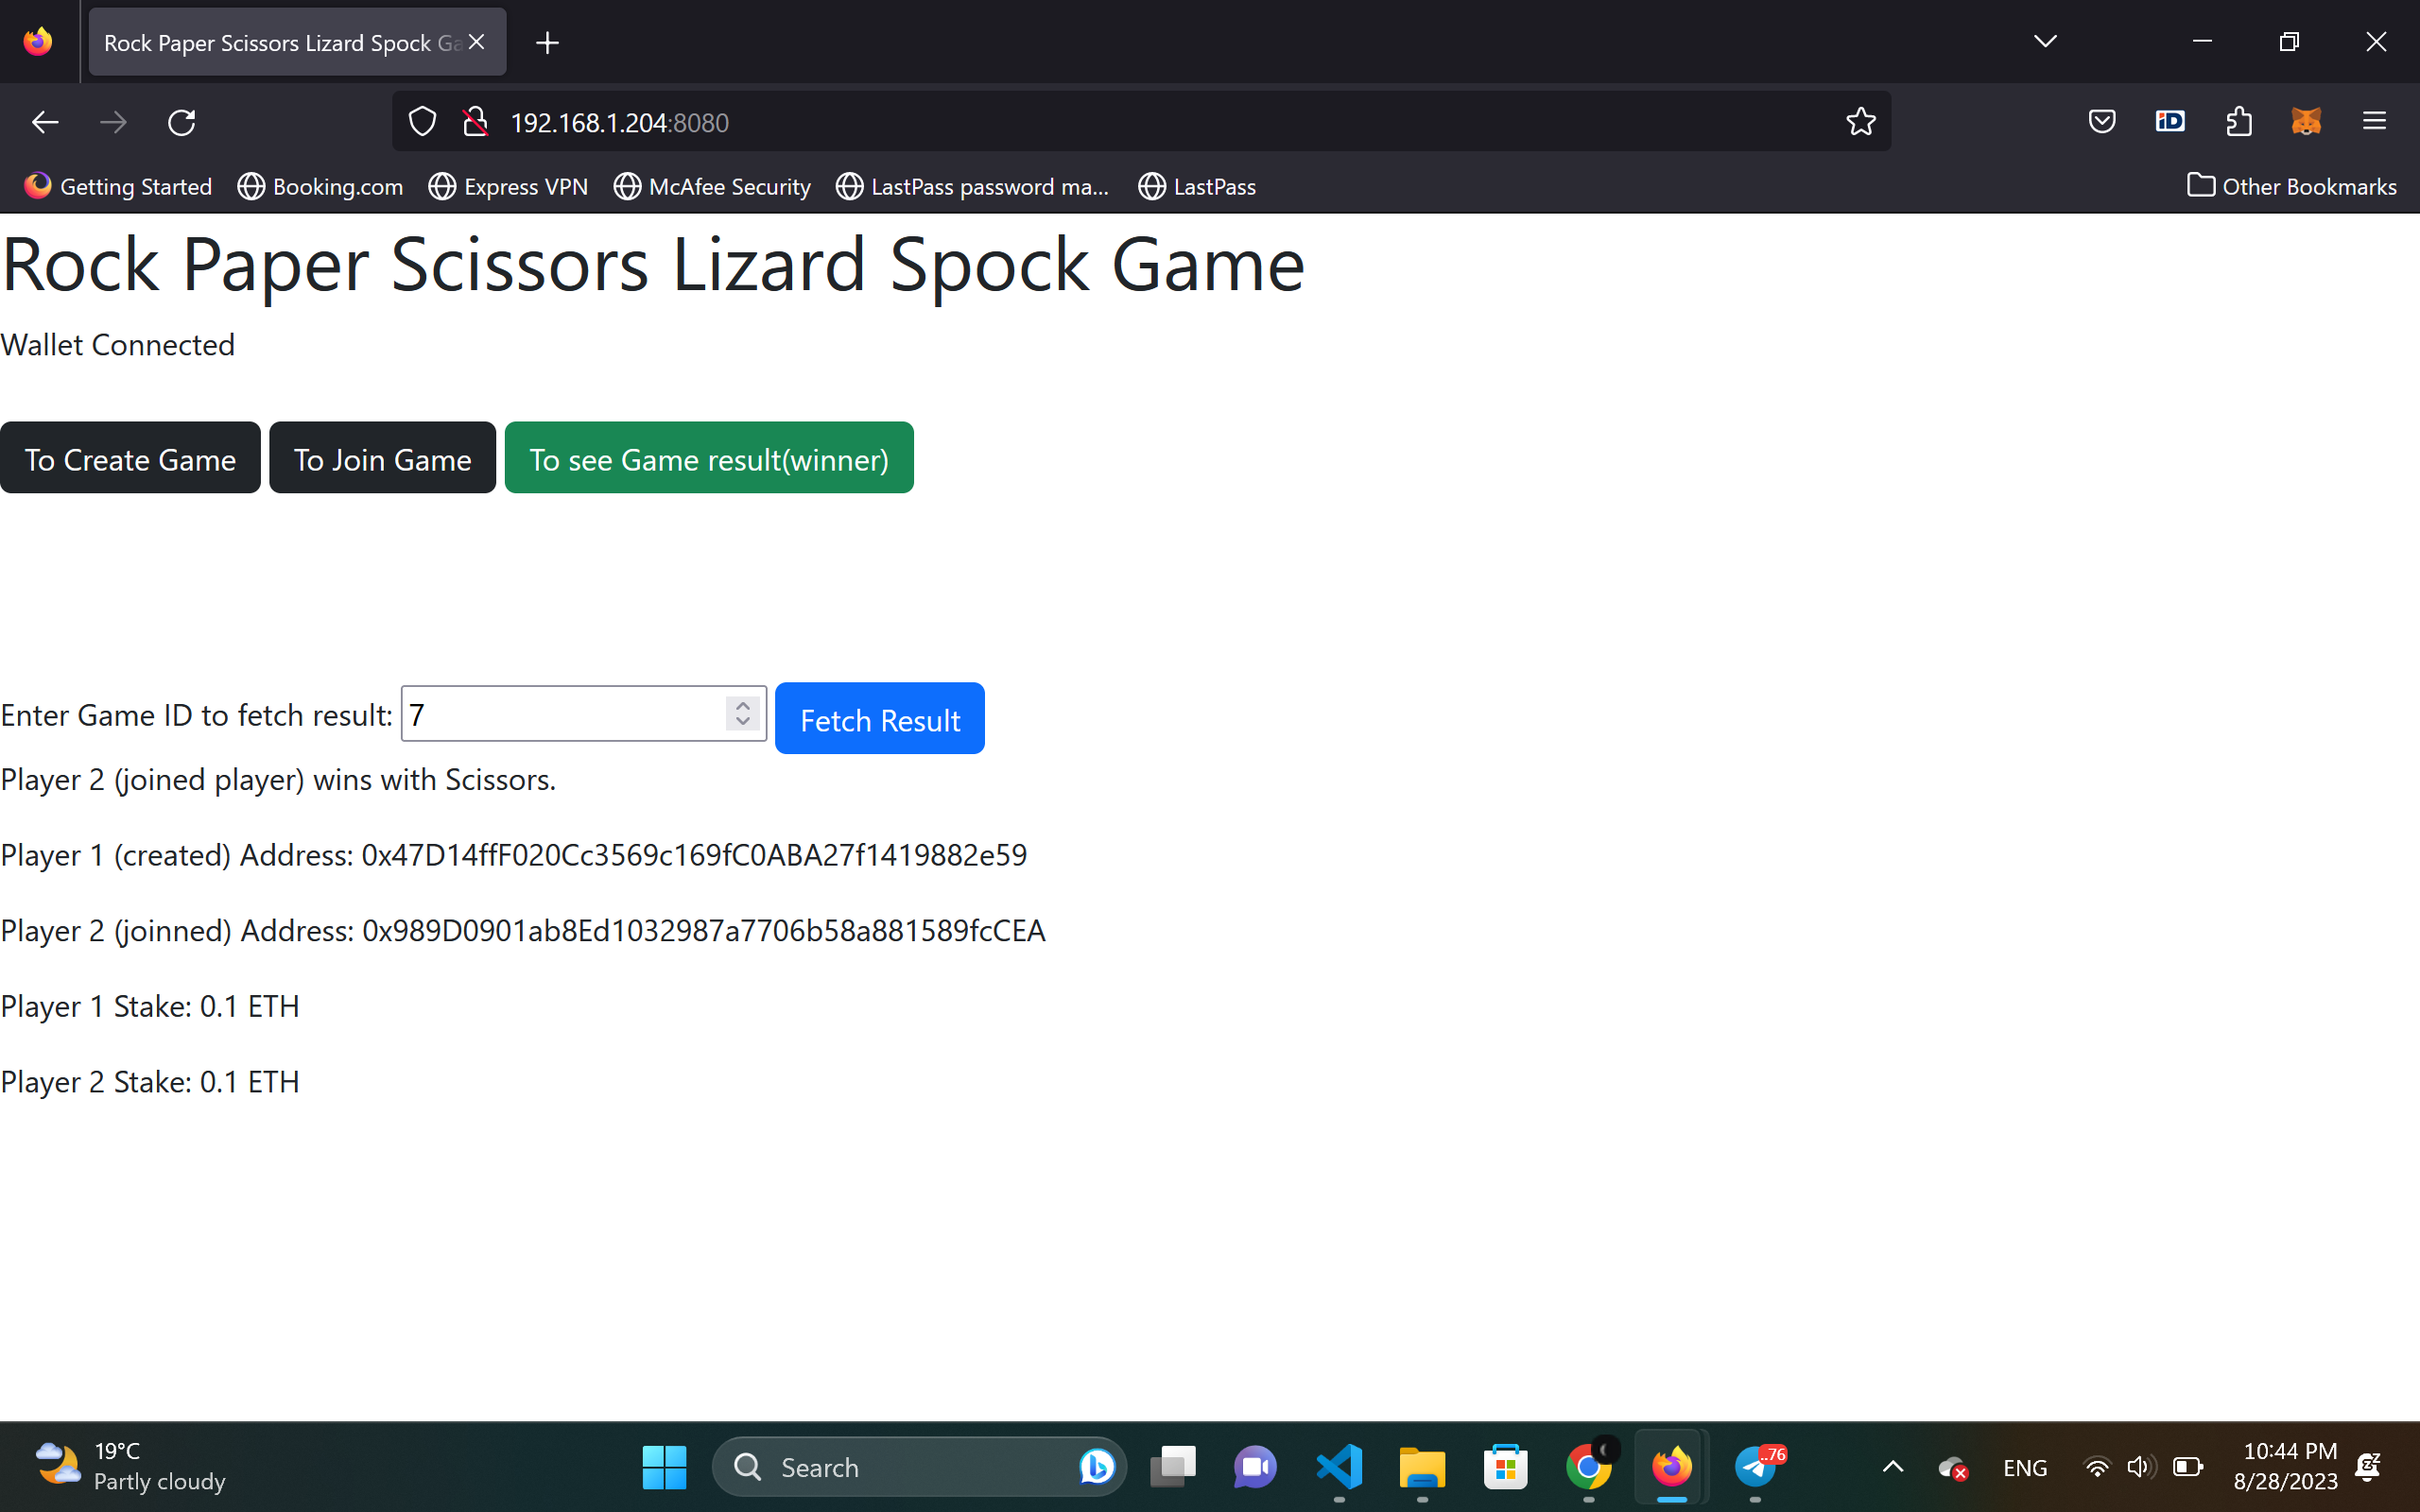 Rock Paper Scissors Lizard Spock Ga
192.168.1.204:8080
iD
Getting Started Booking.com Express VPN McAfee Security LastPass password ma... LastPass Other Bookmarks
Rock Paper Scissors Lizard Spock Game
Wallet Connected
To Create Game To Join Game To see Game result(winner)
Enter Game ID to fetch result: 7 Fetch Result
Player 2 (joined player) wins with Scissors.
Player 1 (created) Address: 0x47D14ffF020Cc3569c169fC0ABA27f1419882e59
Player 2 (joinned) Address: 0x989D0901ab8Ed1032987a7706b58a881589fcCEA
Player 1 Stake: 0.1 ETH
Player 2 Stake: 0.1 ETH
19°C
Partly cloudy
Search
..76
ENG
10:44 PM
8/28/2023